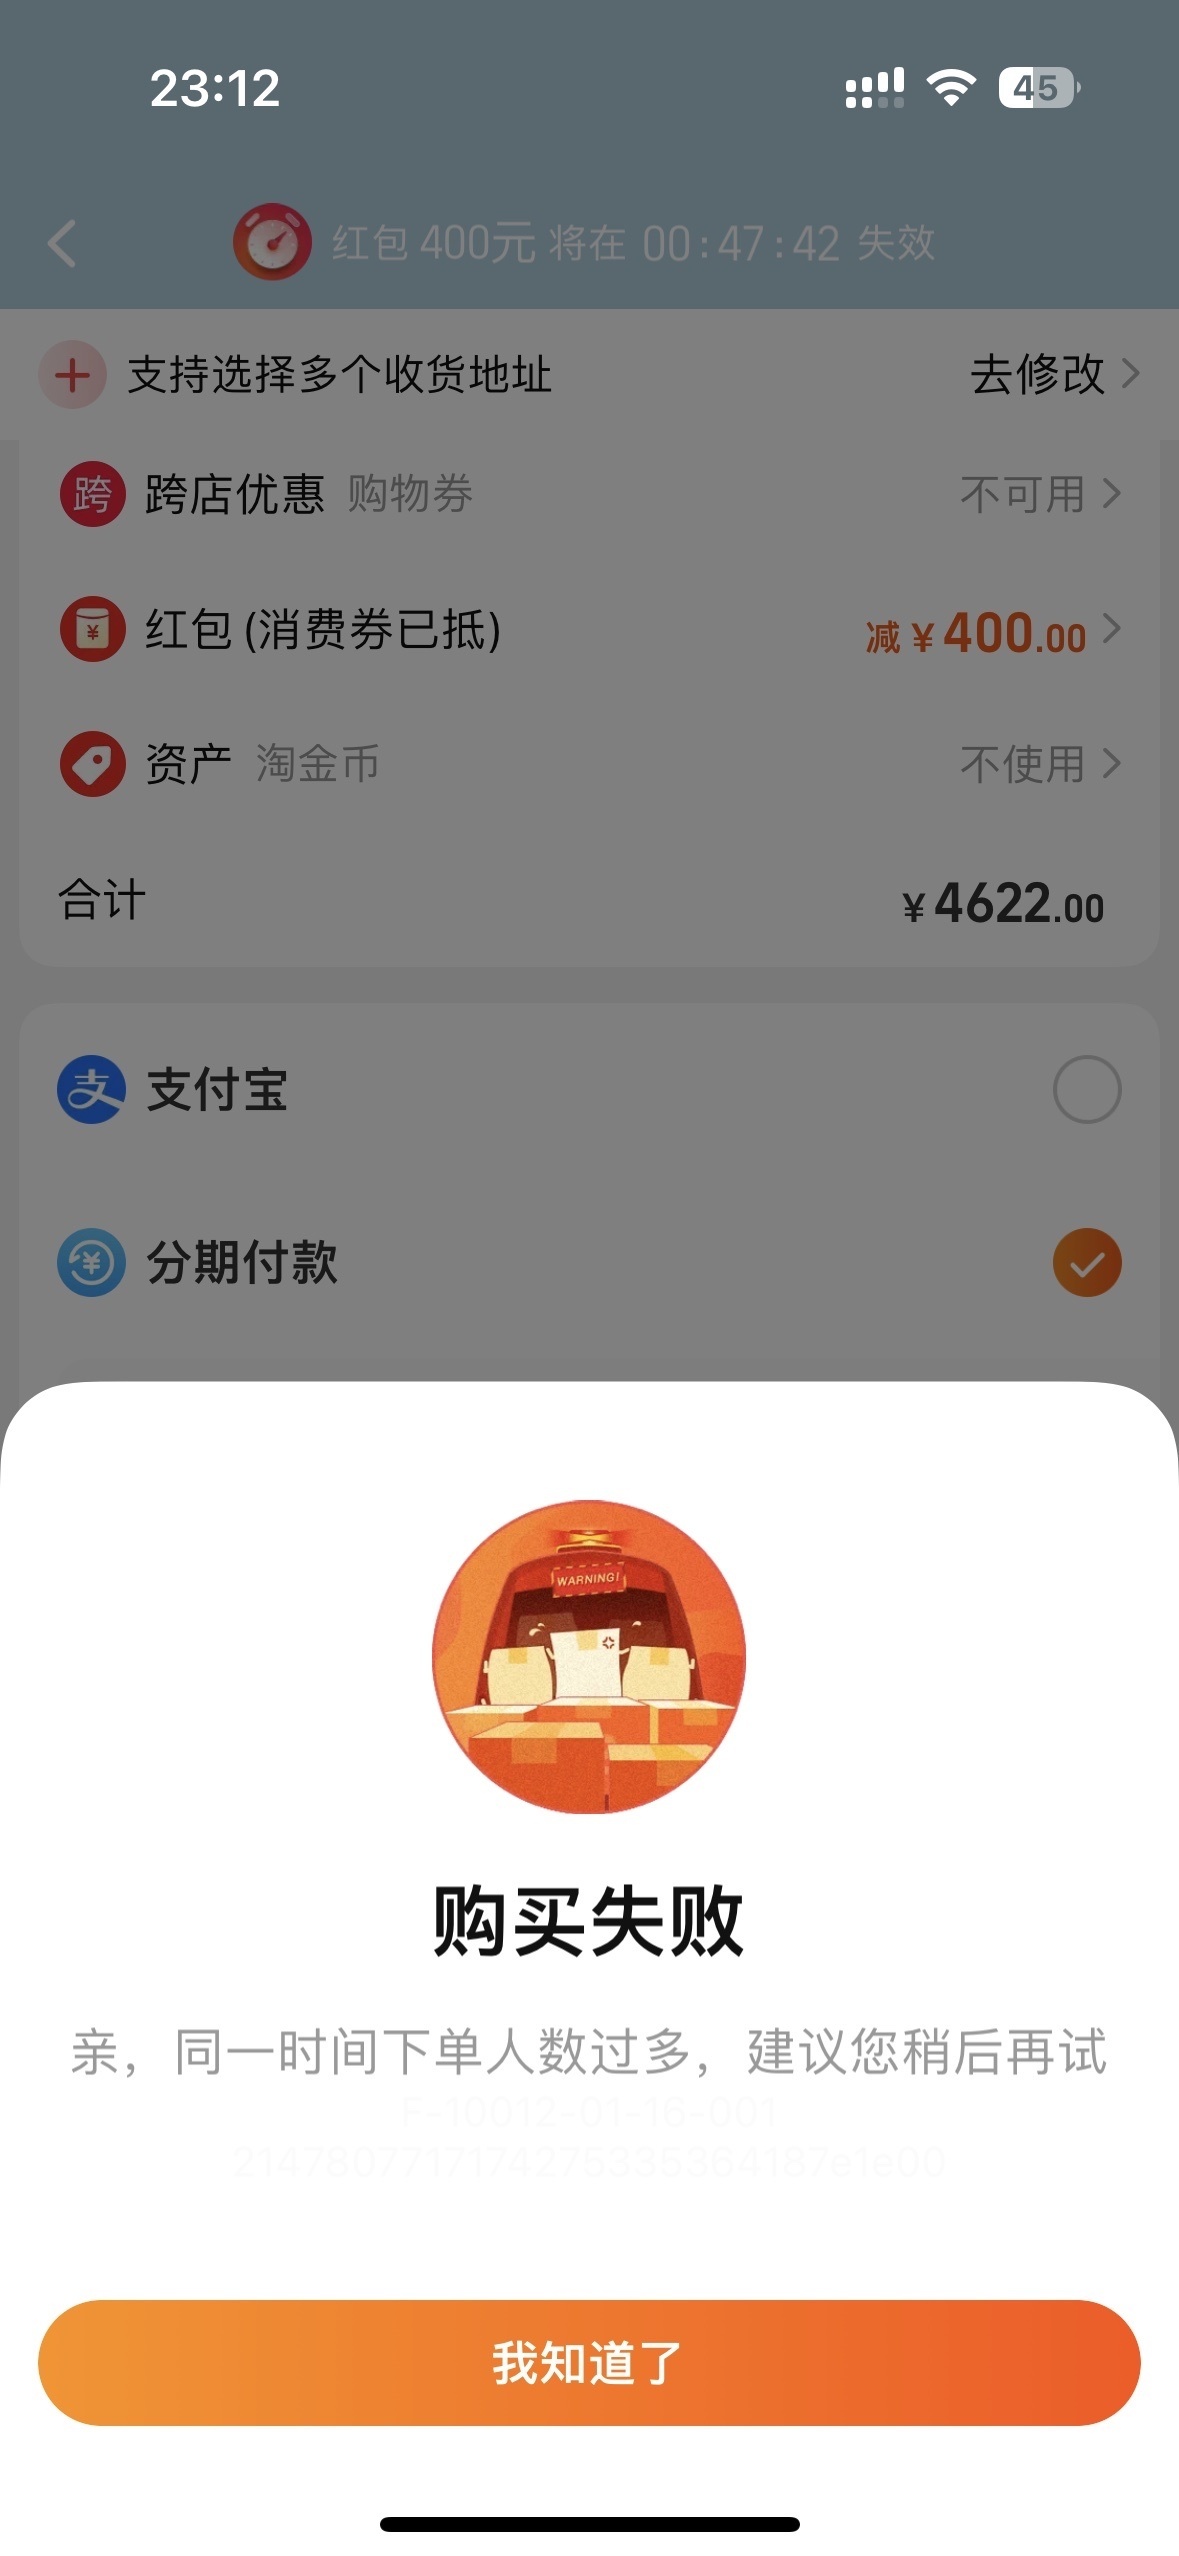 23:12
45
红包 400元 将在 00:47:42 失效
支持选择多个收货地址 去修改
跨 跨店优惠 购物券 不可用
红包 (消费券已抵) 减 ¥400.00
资产 淘金币 不使用
合计 ¥4622.00
支付宝
分期付款
WARNING!
购买失败
亲，同一时间下单人数过多，建议您稍后再试
F-10012-01-16-001
我知道了